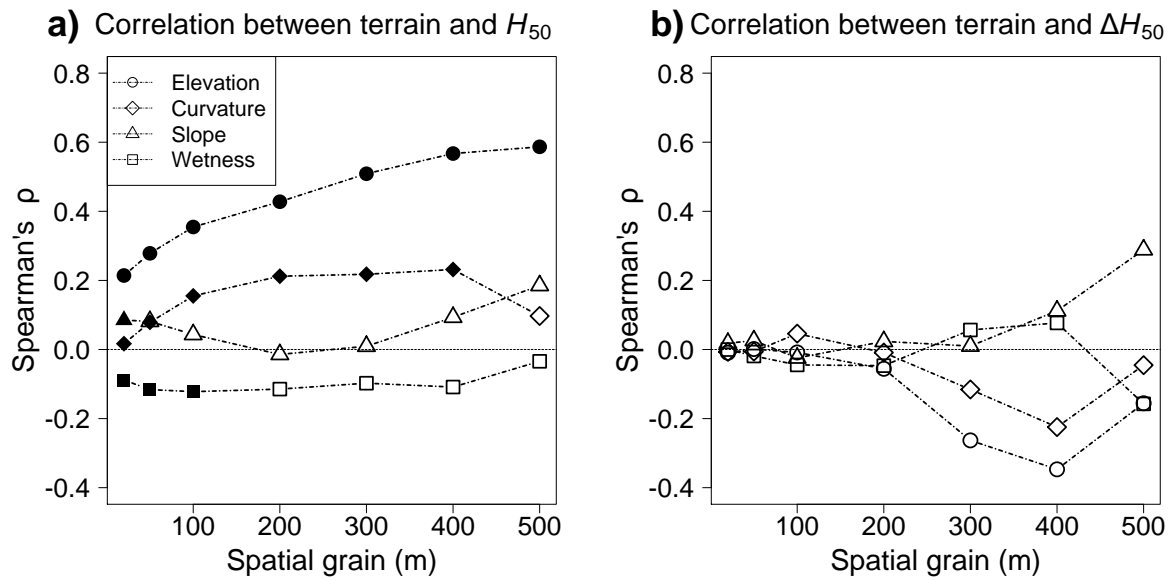 a) Correlation between terrain and H50
0.8
0.6
0.4
0.2
0.0
-0.2
-0.4
Spearman's ρ
Elevation
Curvature
Slope
Wetness
100 200 300 400 500
Spatial grain (m)
b) Correlation between terrain and ΔH50
0.8
0.6
0.4
0.2
0.0
-0.2
-0.4
Spearman's ρ
100 200 300 400 500
Spatial grain (m)